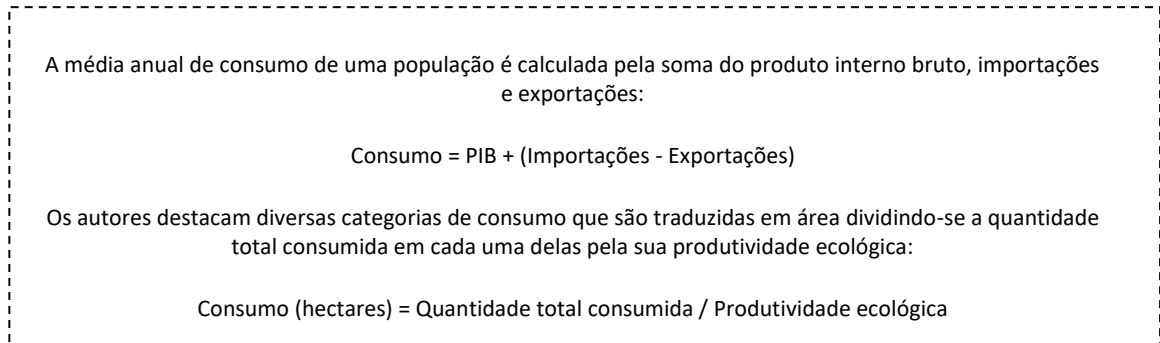 A média anual de consumo de uma população é calculada pela soma do produto interno bruto, importações
e exportações:
Consumo = PIB + (Importações - Exportações)
Os autores destacam diversas categorias de consumo que são traduzidas em área dividindo-se a quantidade
total consumida em cada uma delas pela sua produtividade ecológica:
Consumo (hectares) = Quantidade total consumida / Produtividade ecológica